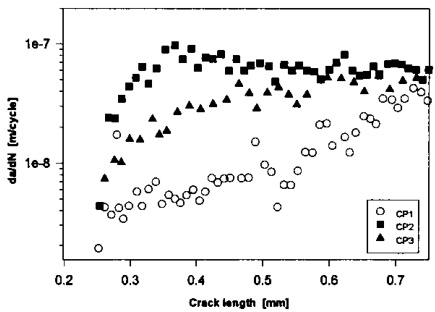 da/dN [m/cycle]
1e-7
1e-8
0.2 0.3 0.4 0.5 0.6 0.7
Crack length [mm]
CP1
CP2
CP3